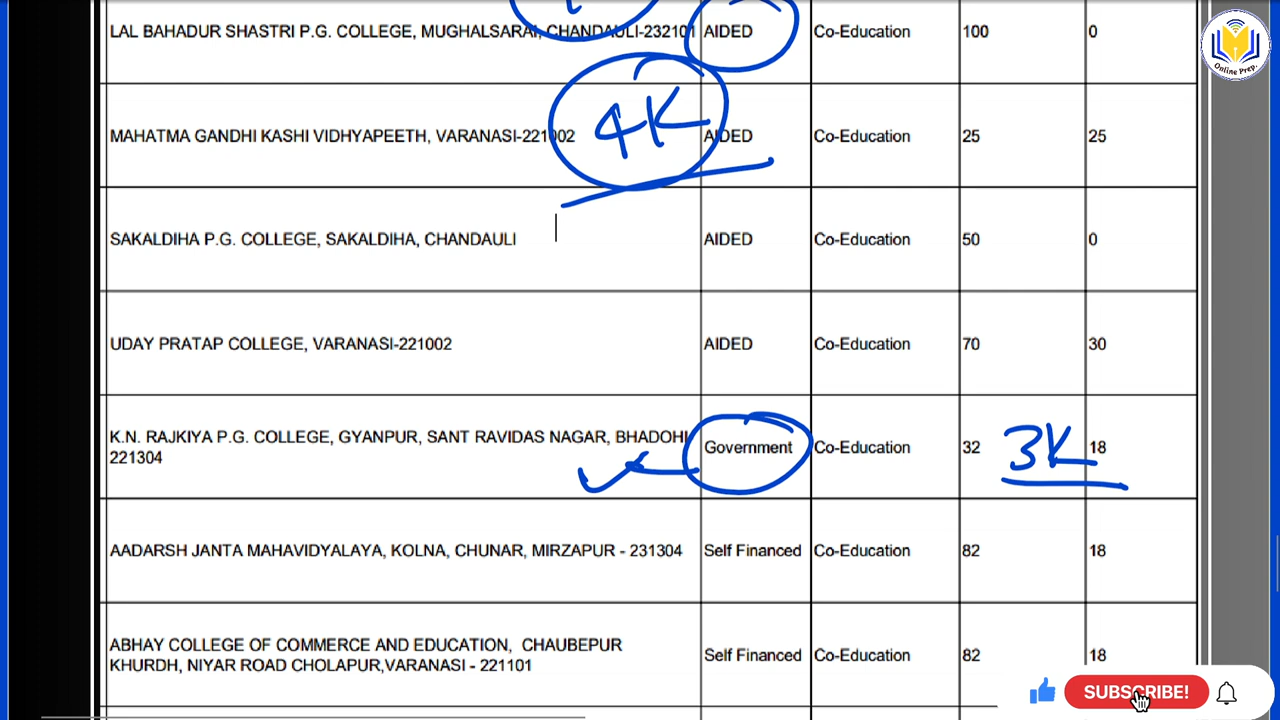 LAL BAHADUR SHASTRI P.G. COLLEGE, MUGHALSARAI, CHANDAULI-232101 AIDED Co-Education 100 0
4K
MAHATMA GANDHI KASHI VIDHYAPEETH, VARANASI-221002 AIDED Co-Education 25 25
SAKALDIHA P.G. COLLEGE, SAKALDIHA, CHANDAULI AIDED Co-Education 50 0
UDAY PRATAP COLLEGE, VARANASI-221002 AIDED Co-Education 70 30
K.N. RAJKIYA P.G. COLLEGE, GYANPUR, SANT RAVIDAS NAGAR, BHADOHI
221304 Government Co-Education 32 3K 18
AADARSH JANTA MAHAVIDYALAYA, KOLNA, CHUNAR, MIRZAPUR - 231304 Self Financed Co-Education 82 18
ABHAY COLLEGE OF COMMERCE AND EDUCATION, CHAUBEPUR
KHURDH, NIYAR ROAD CHOLAPUR,VARANASI - 221101 Self Financed Co-Education 82 18
Online Prep.
SUBSCRIBE!